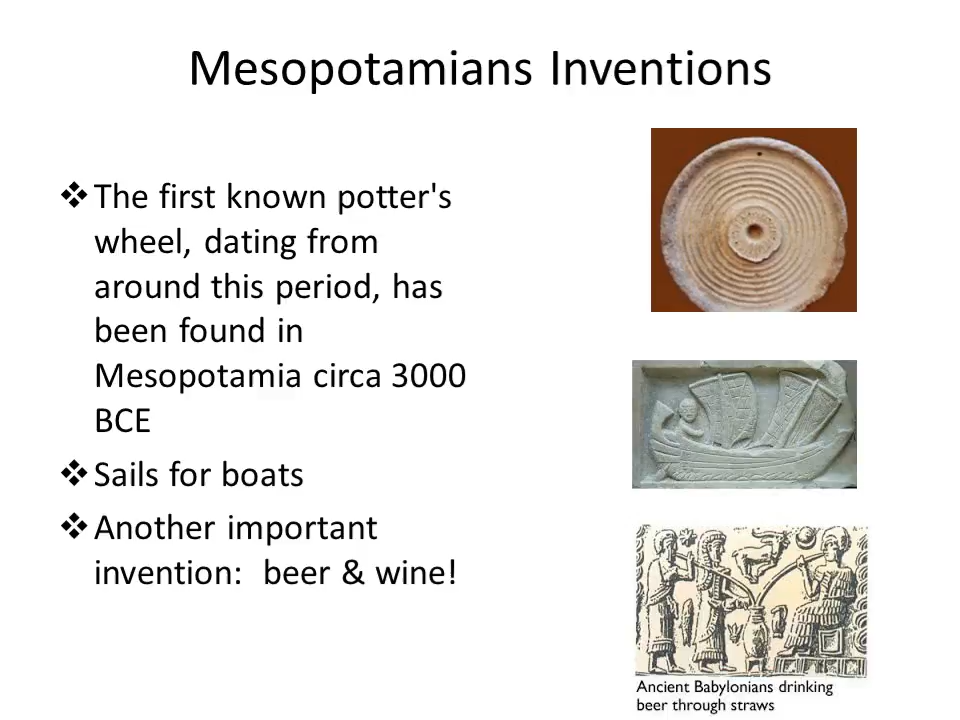 Mesopotamians Inventions
❖ The first known potter's
wheel, dating from
around this period, has
been found in
Mesopotamia circa 3000
BCE
❖ Sails for boats
❖ Another important
invention:  beer & wine!
Ancient Babylonians drinking
beer through straws